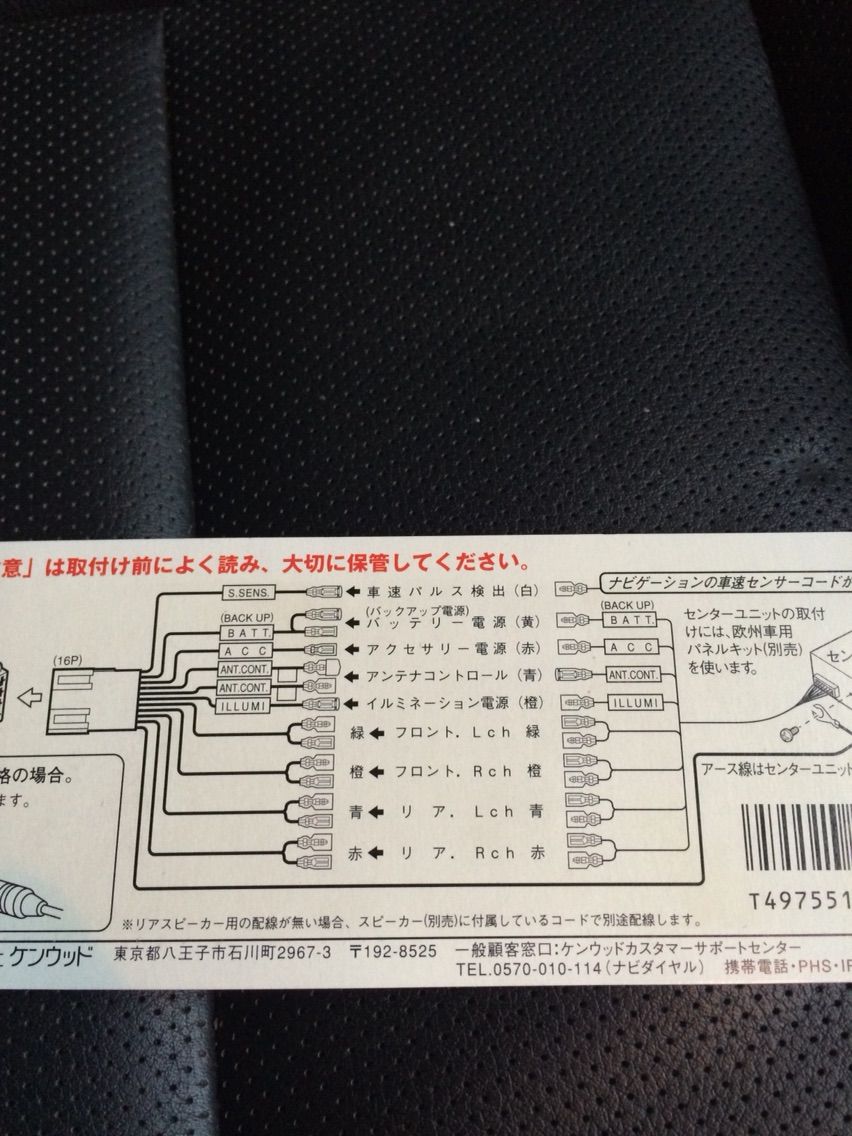 意」は取付け前によく読み、大切に保管してください。
S.SENS.
車速パルス検出(白)
ナビゲーションの車速センサーコードが
(BACK UP)
BATT.
(バックアップ電源)
バッテリー電源(黄)
(BACK UP)
BATT.
センターユニットの取付
けには、欧州車用
パネルキット(別売)
を使います。
ACC
アクセサリー電源(赤)
ACC
(16P)
ANT.CONT.
ANT.CONT.
アンテナコントロール(青)
ANT.CONT.
ILLUMI
イルミネーション電源(橙)
ILLUMI
セン
緑 フロント.Lch 緑
橙 フロント.Rch 橙
青 リア.Lch 青
赤 リア.Rch 赤
格の場合。
ます。
アース線はセンターユニット
T497551
※リアスピーカー用の配線が無い場合、スピーカー(別売)に付属しているコードで別途配線します。
ケンウッド 東京都八王子市石川町2967-3 〒192-8525 一般顧客窓口:ケンウッドカスタマーサポートセンター
TEL.0570-010-114(ナビダイヤル) 携帯電話・PHS・IP